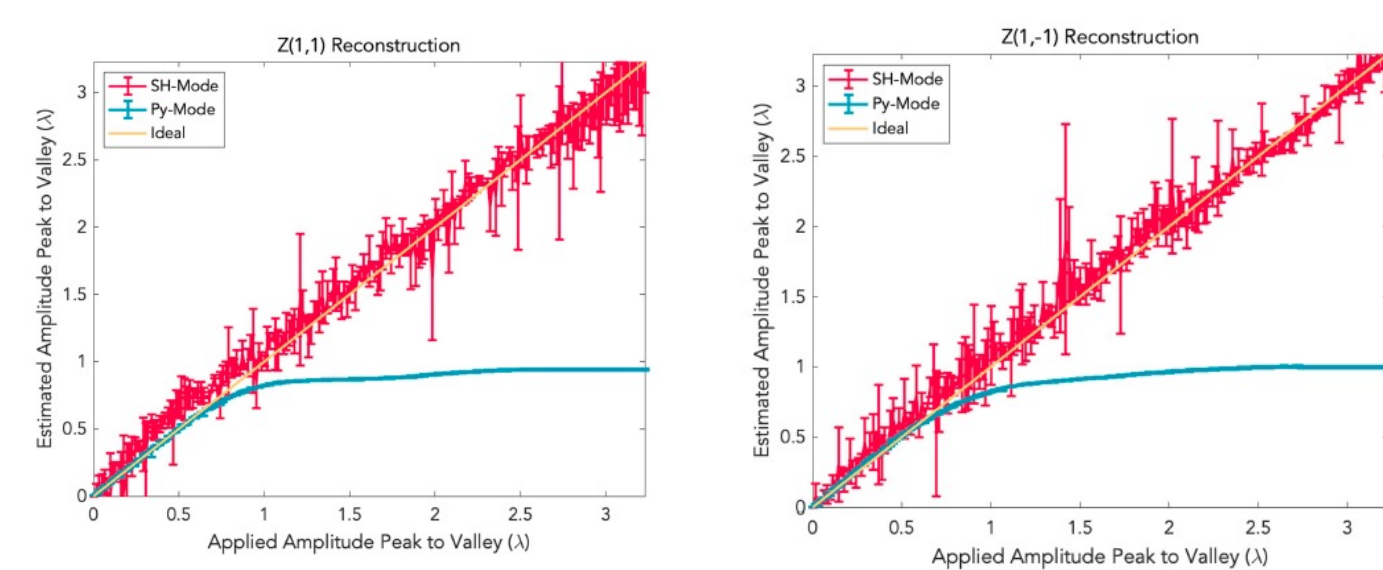 Z(1,1) Reconstruction
SH-Mode
Py-Mode
Ideal
Estimated Amplitude Peak to Valley (λ)
3
2.5
2
1.5
1
0.5
0
0 0.5 1 1.5 2 2.5 3
Applied Amplitude Peak to Valley (λ)
Z(1,-1) Reconstruction
SH-Mode
Py-Mode
Ideal
Estimated Amplitude Peak to Valley (λ)
3
2.5
2
1.5
1
0.5
0
0 0.5 1 1.5 2 2.5 3
Applied Amplitude Peak to Valley (λ)